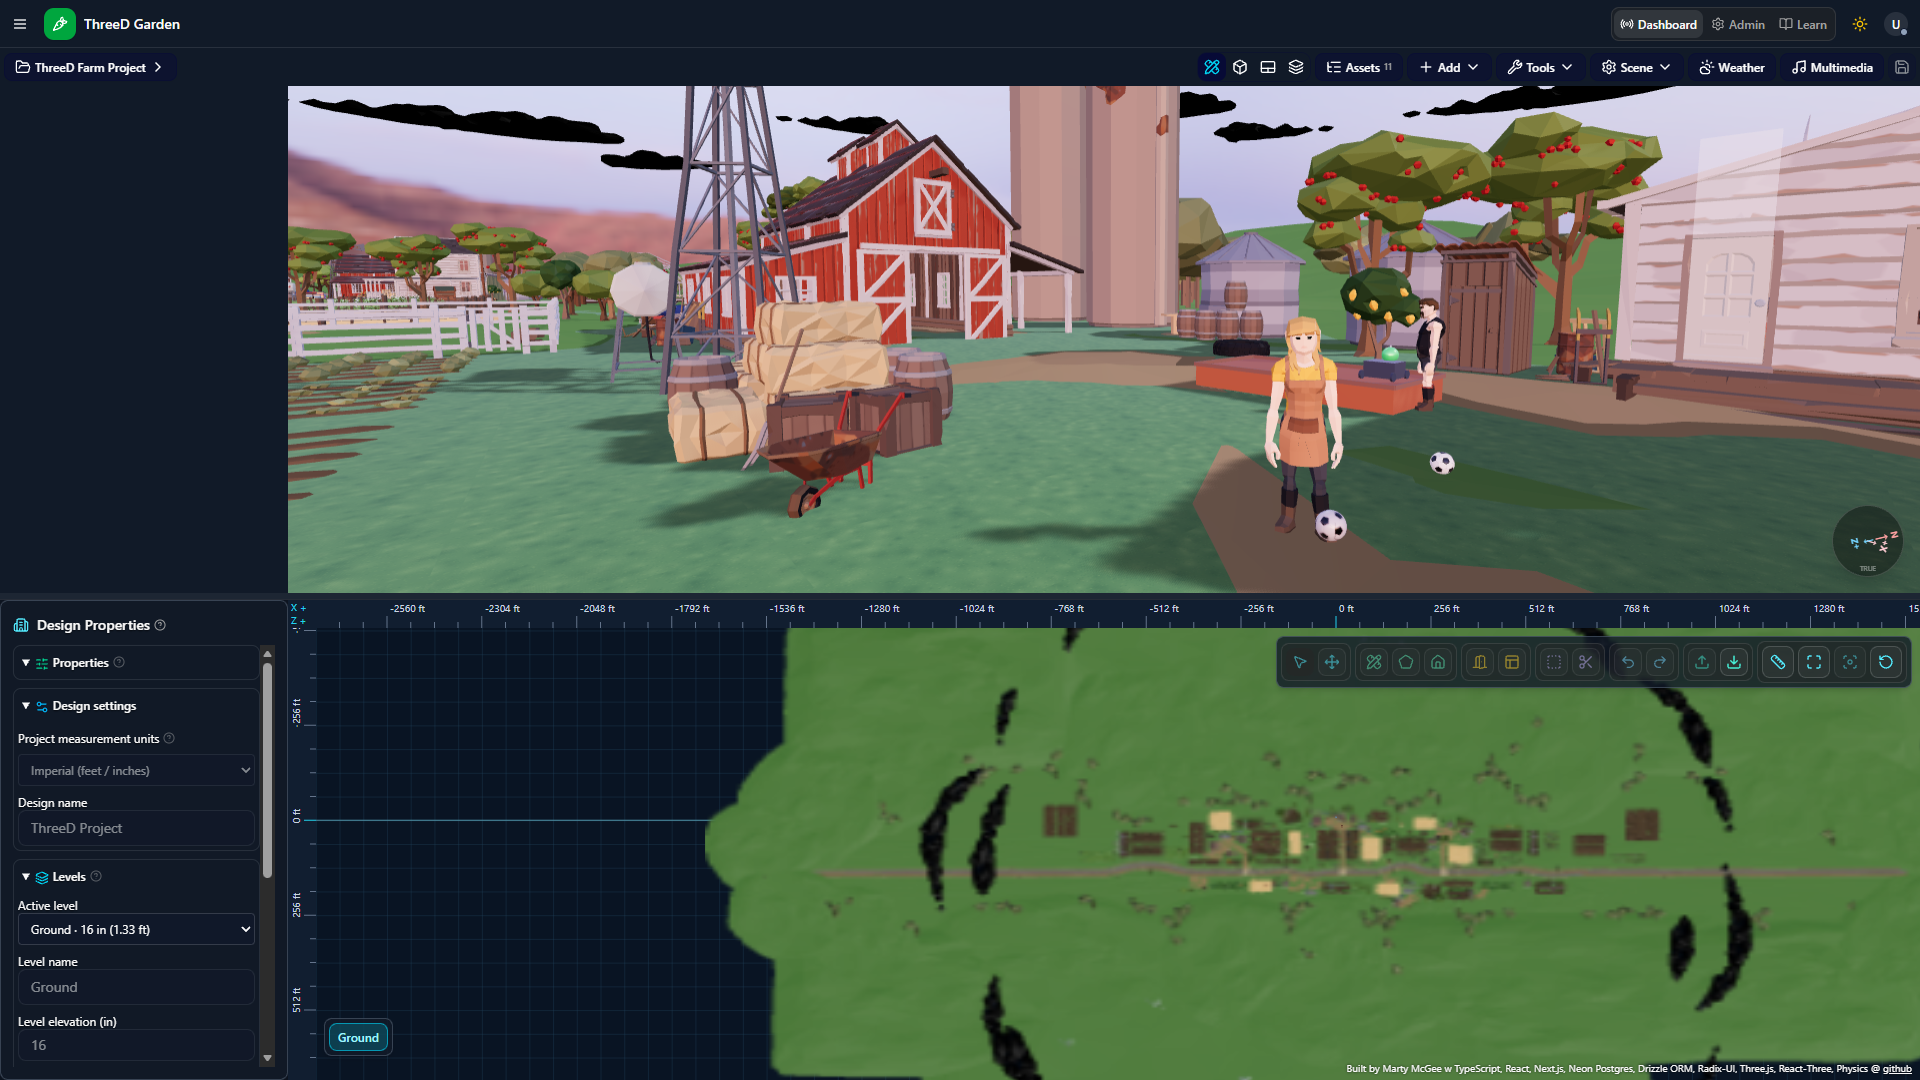 ThreeD Garden
Dashboard
Admin
Learn
U
ThreeD Farm Project
Assets 11
Add
Tools
Scene
Weather
Multimedia
TRUE
Design Properties
Properties
Design settings
Project measurement units
Imperial (feet / inches)
Design name
ThreeD Project
Levels
Active level
Ground · 16 in (1.33 ft)
Level name
Ground
Level elevation (in)
16
X +
Z +
-2560 ft
-2304 ft
-2048 ft
-1792 ft
-1536 ft
-1280 ft
-1024 ft
-768 ft
-512 ft
-256 ft
0 ft
256 ft
512 ft
768 ft
1024 ft
1280 ft
15
-256 ft
0 ft
256 ft
512 ft
Ground
Built by Marty McGee w TypeScript, React, Next.js, Neon Postgres, Drizzle ORM, Radix-UI, Three.js, React-Three, Physics @ github